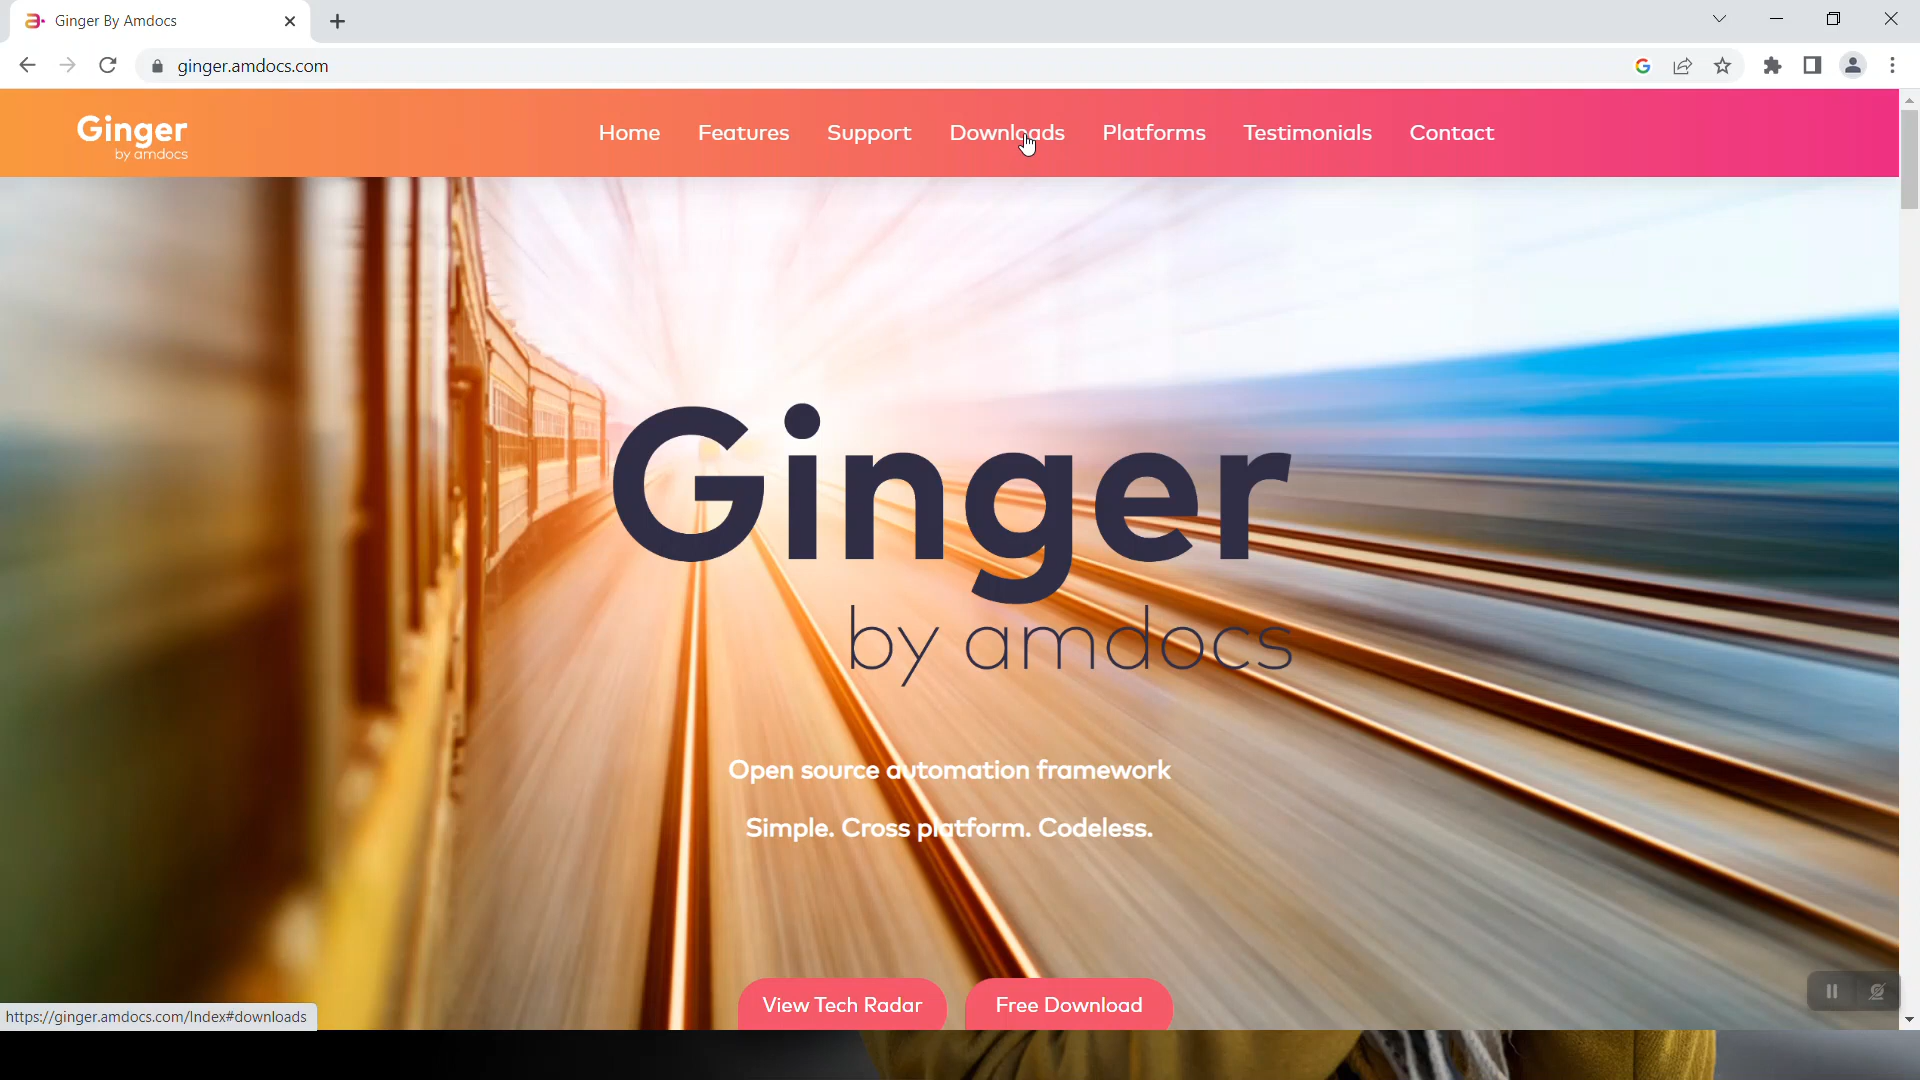 Ginger By Amdocs
ginger.amdocs.com
Ginger
by amdocs
Home Features Support Downloads Platforms Testimonials Contact
Ginger
by amdocs
Open source automation framework
Simple. Cross platform. Codeless.
View Tech Radar Free Download
https://ginger.amdocs.com/Index#downloads